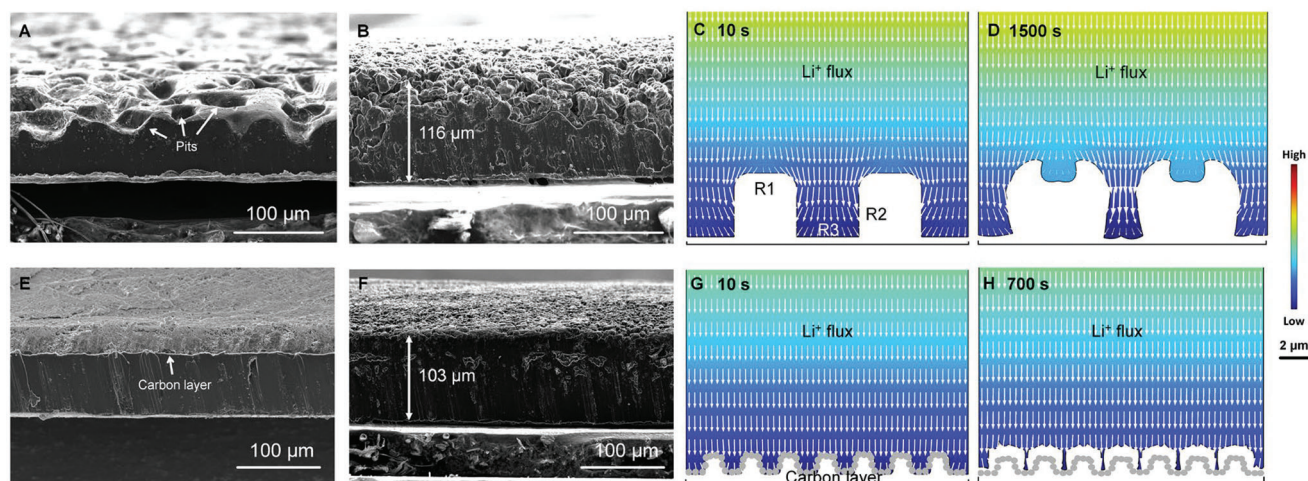 A
Pits
100 μm
B
116 μm
100 μm
C 10 s
Li⁺ flux
R1
R2
R3
D 1500 s
Li⁺ flux
High
Low
2 μm
E
Carbon layer
100 μm
F
103 μm
100 μm
G 10 s
Li⁺ flux
Carbon layer
H 700 s
Li⁺ flux